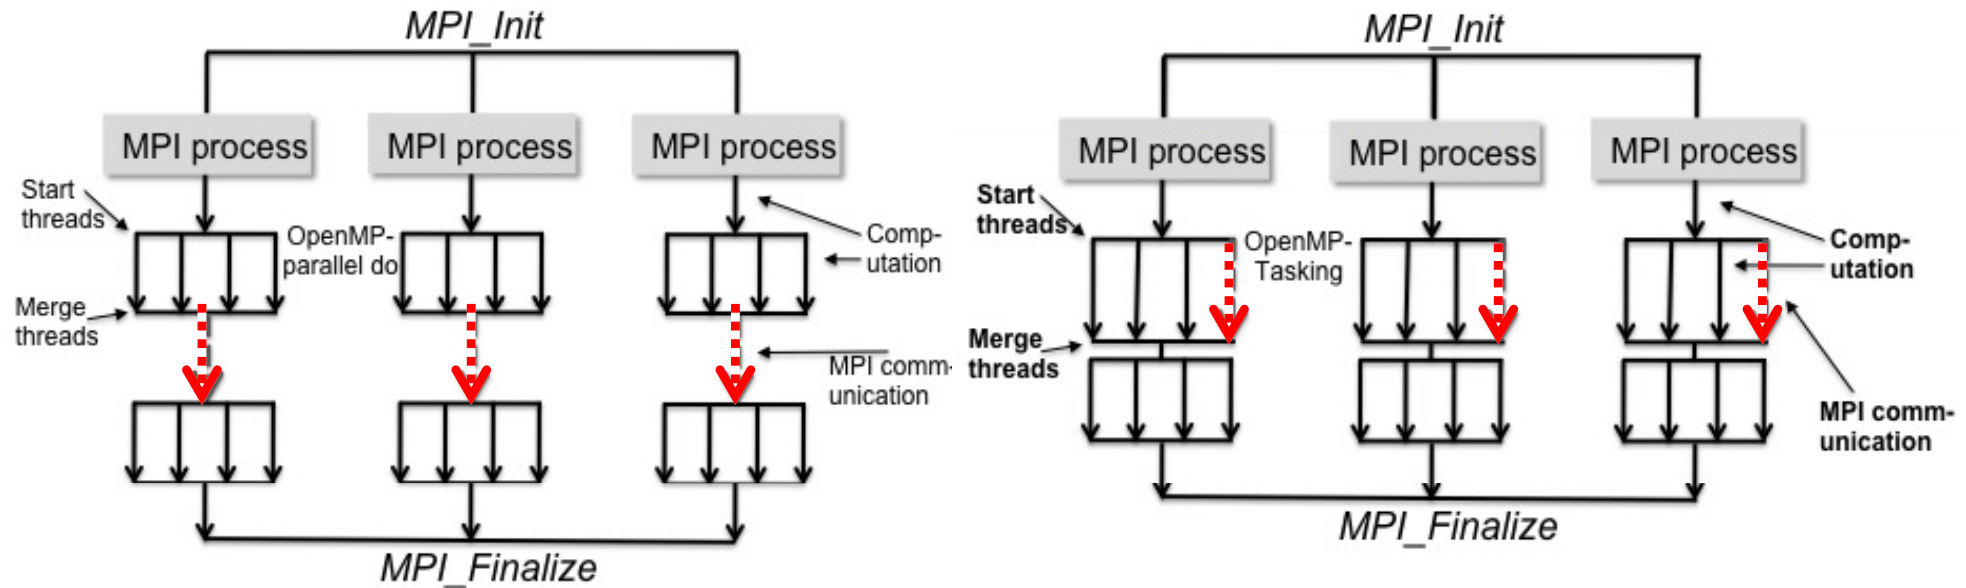 MPI_Init
MPI process
MPI process
MPI process
Start
threads
OpenMP-
parallel do
Comp-
utation
Merge
threads
MPI comm-
unication
MPI_Finalize
MPI_Init
MPI process
MPI process
MPI process
Start
threads
OpenMP-
Tasking
Comp-
utation
Merge
threads
MPI comm-
unication
MPI_Finalize